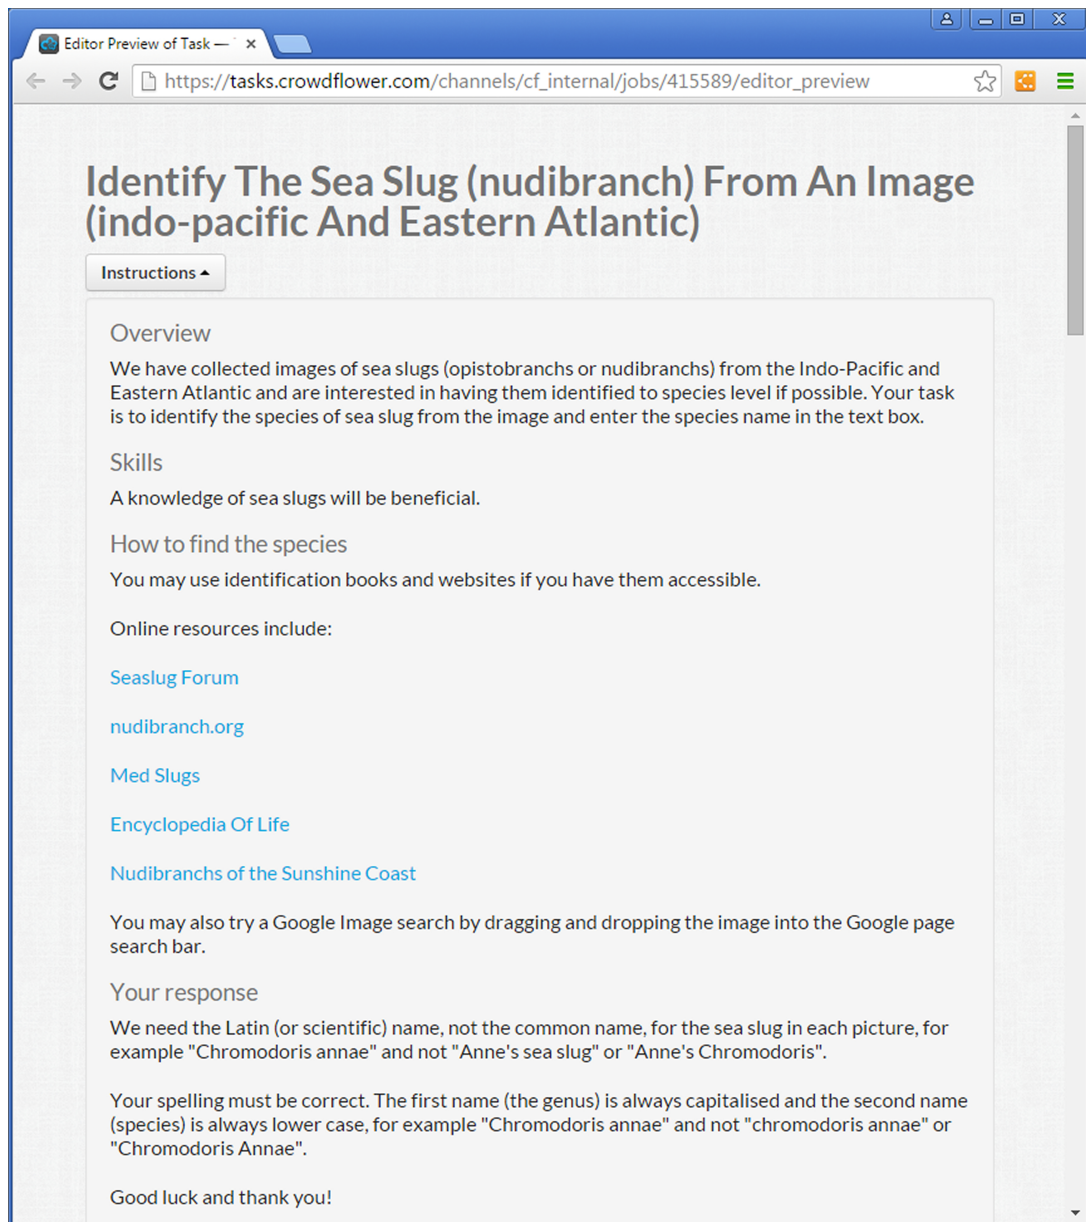 Editor Preview of Task —
https://tasks.crowdflower.com/channels/cf_internal/jobs/415589/editor_preview
Identify The Sea Slug (nudibranch) From An Image
(indo-pacific And Eastern Atlantic)
Instructions
Overview
We have collected images of sea slugs (opistobranchs or nudibranchs) from the Indo-Pacific and
Eastern Atlantic and are interested in having them identified to species level if possible. Your task
is to identify the species of sea slug from the image and enter the species name in the text box.
Skills
A knowledge of sea slugs will be beneficial.
How to find the species
You may use identification books and websites if you have them accessible.
Online resources include:
Seaslug Forum
nudibranch.org
Med Slugs
Encyclopedia Of Life
Nudibranchs of the Sunshine Coast
You may also try a Google Image search by dragging and dropping the image into the Google page
search bar.
Your response
We need the Latin (or scientific) name, not the common name, for the sea slug in each picture, for
example "Chromodoris annae" and not "Anne's sea slug" or "Anne's Chromodoris".
Your spelling must be correct. The first name (the genus) is always capitalised and the second name
(species) is always lower case, for example "Chromodoris annae" and not "chromodoris annae" or
"Chromodoris Annae".
Good luck and thank you!